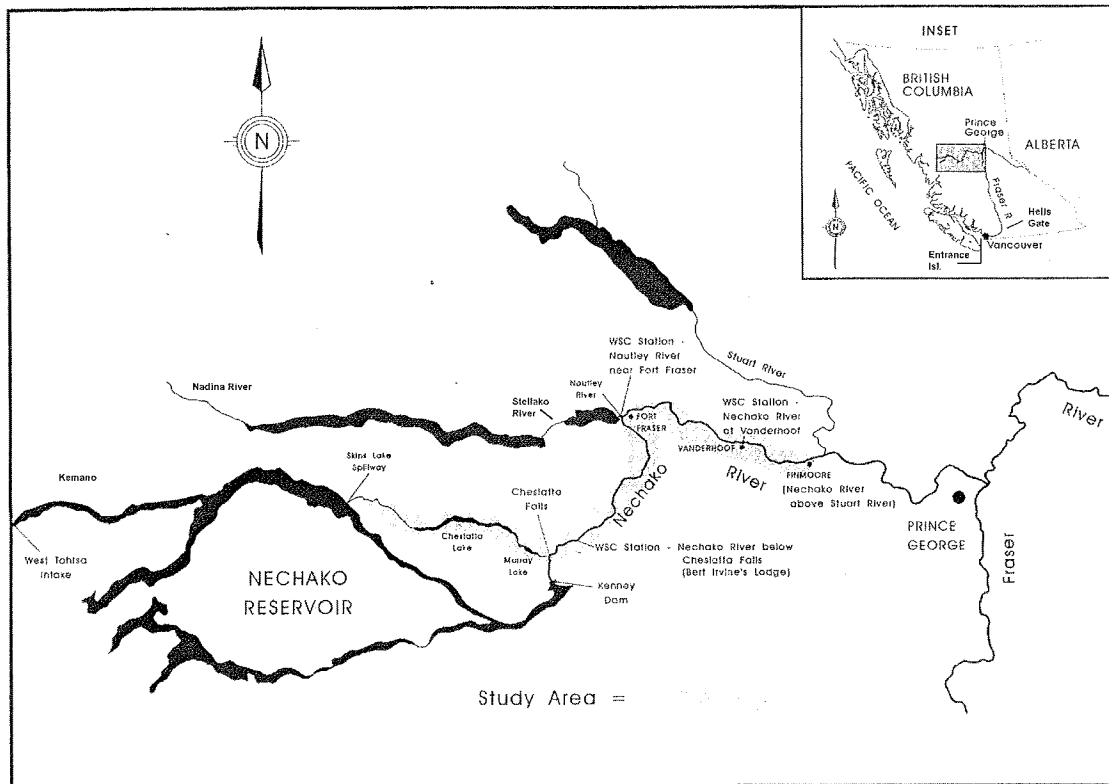 INSET
BRITISH
COLUMBIA
Prince
George
ALBERTA
PACIFIC OCEAN
Fraser R
Hells
Gate
Vancouver
Entrance
Isl.
N
N
WSC Station -
Nautley River
near Fort Fraser
Stuart River
Nadina River
Stellako
River
Nautley
River
FORT
FRASER
WSC Station -
Nechako River
at Vanderhoof
VANDERHOOF
River
River
Skins Lake
Spillway
Kemano
Cheslatta
Falls
Nechako
FINMOORE
(Nechako River
above Stuart River)
PRINCE
GEORGE
Fraser
West Tahtsa
Intake
Cheslatta
Lake
Murray
Lake
WSC Station - Nechako River below
Cheslatta Falls
(Bert Irvine's Lodge)
NECHAKO
RESERVOIR
Kenney
Dam
Study Area =